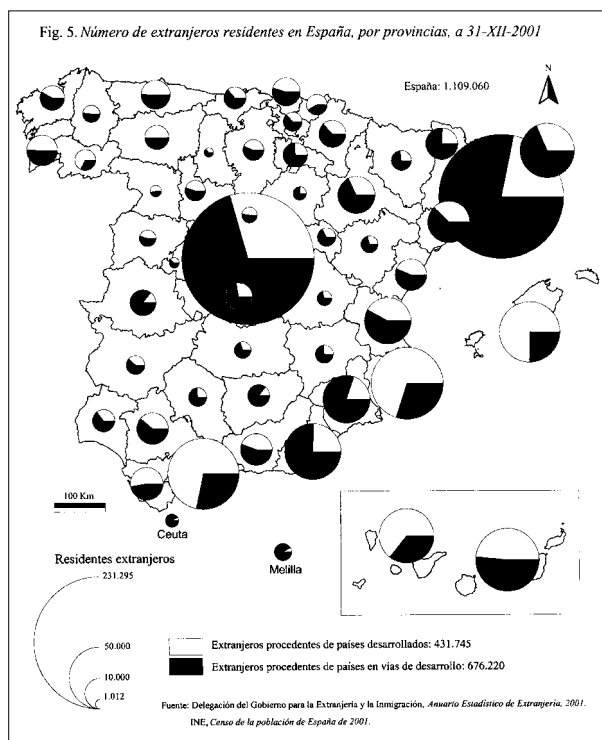 Fig. 5. Número de extranjeros residentes en España, por provincias, a 31-XII-2001
España: 1.109.060
N
100 Km
Ceuta
Melilla
Residentes extranjeros
231.295
50.000
10.000
1.012
Extranjeros procedentes de países desarrollados: 431.745
Extranjeros procedentes de países en vías de desarrollo: 676.220
Fuente: Delegación del Gobierno para la Extranjería y la Inmigración, Anuario Estadístico de Extranjería, 2001.
INE, Censo de la población de España de 2001.